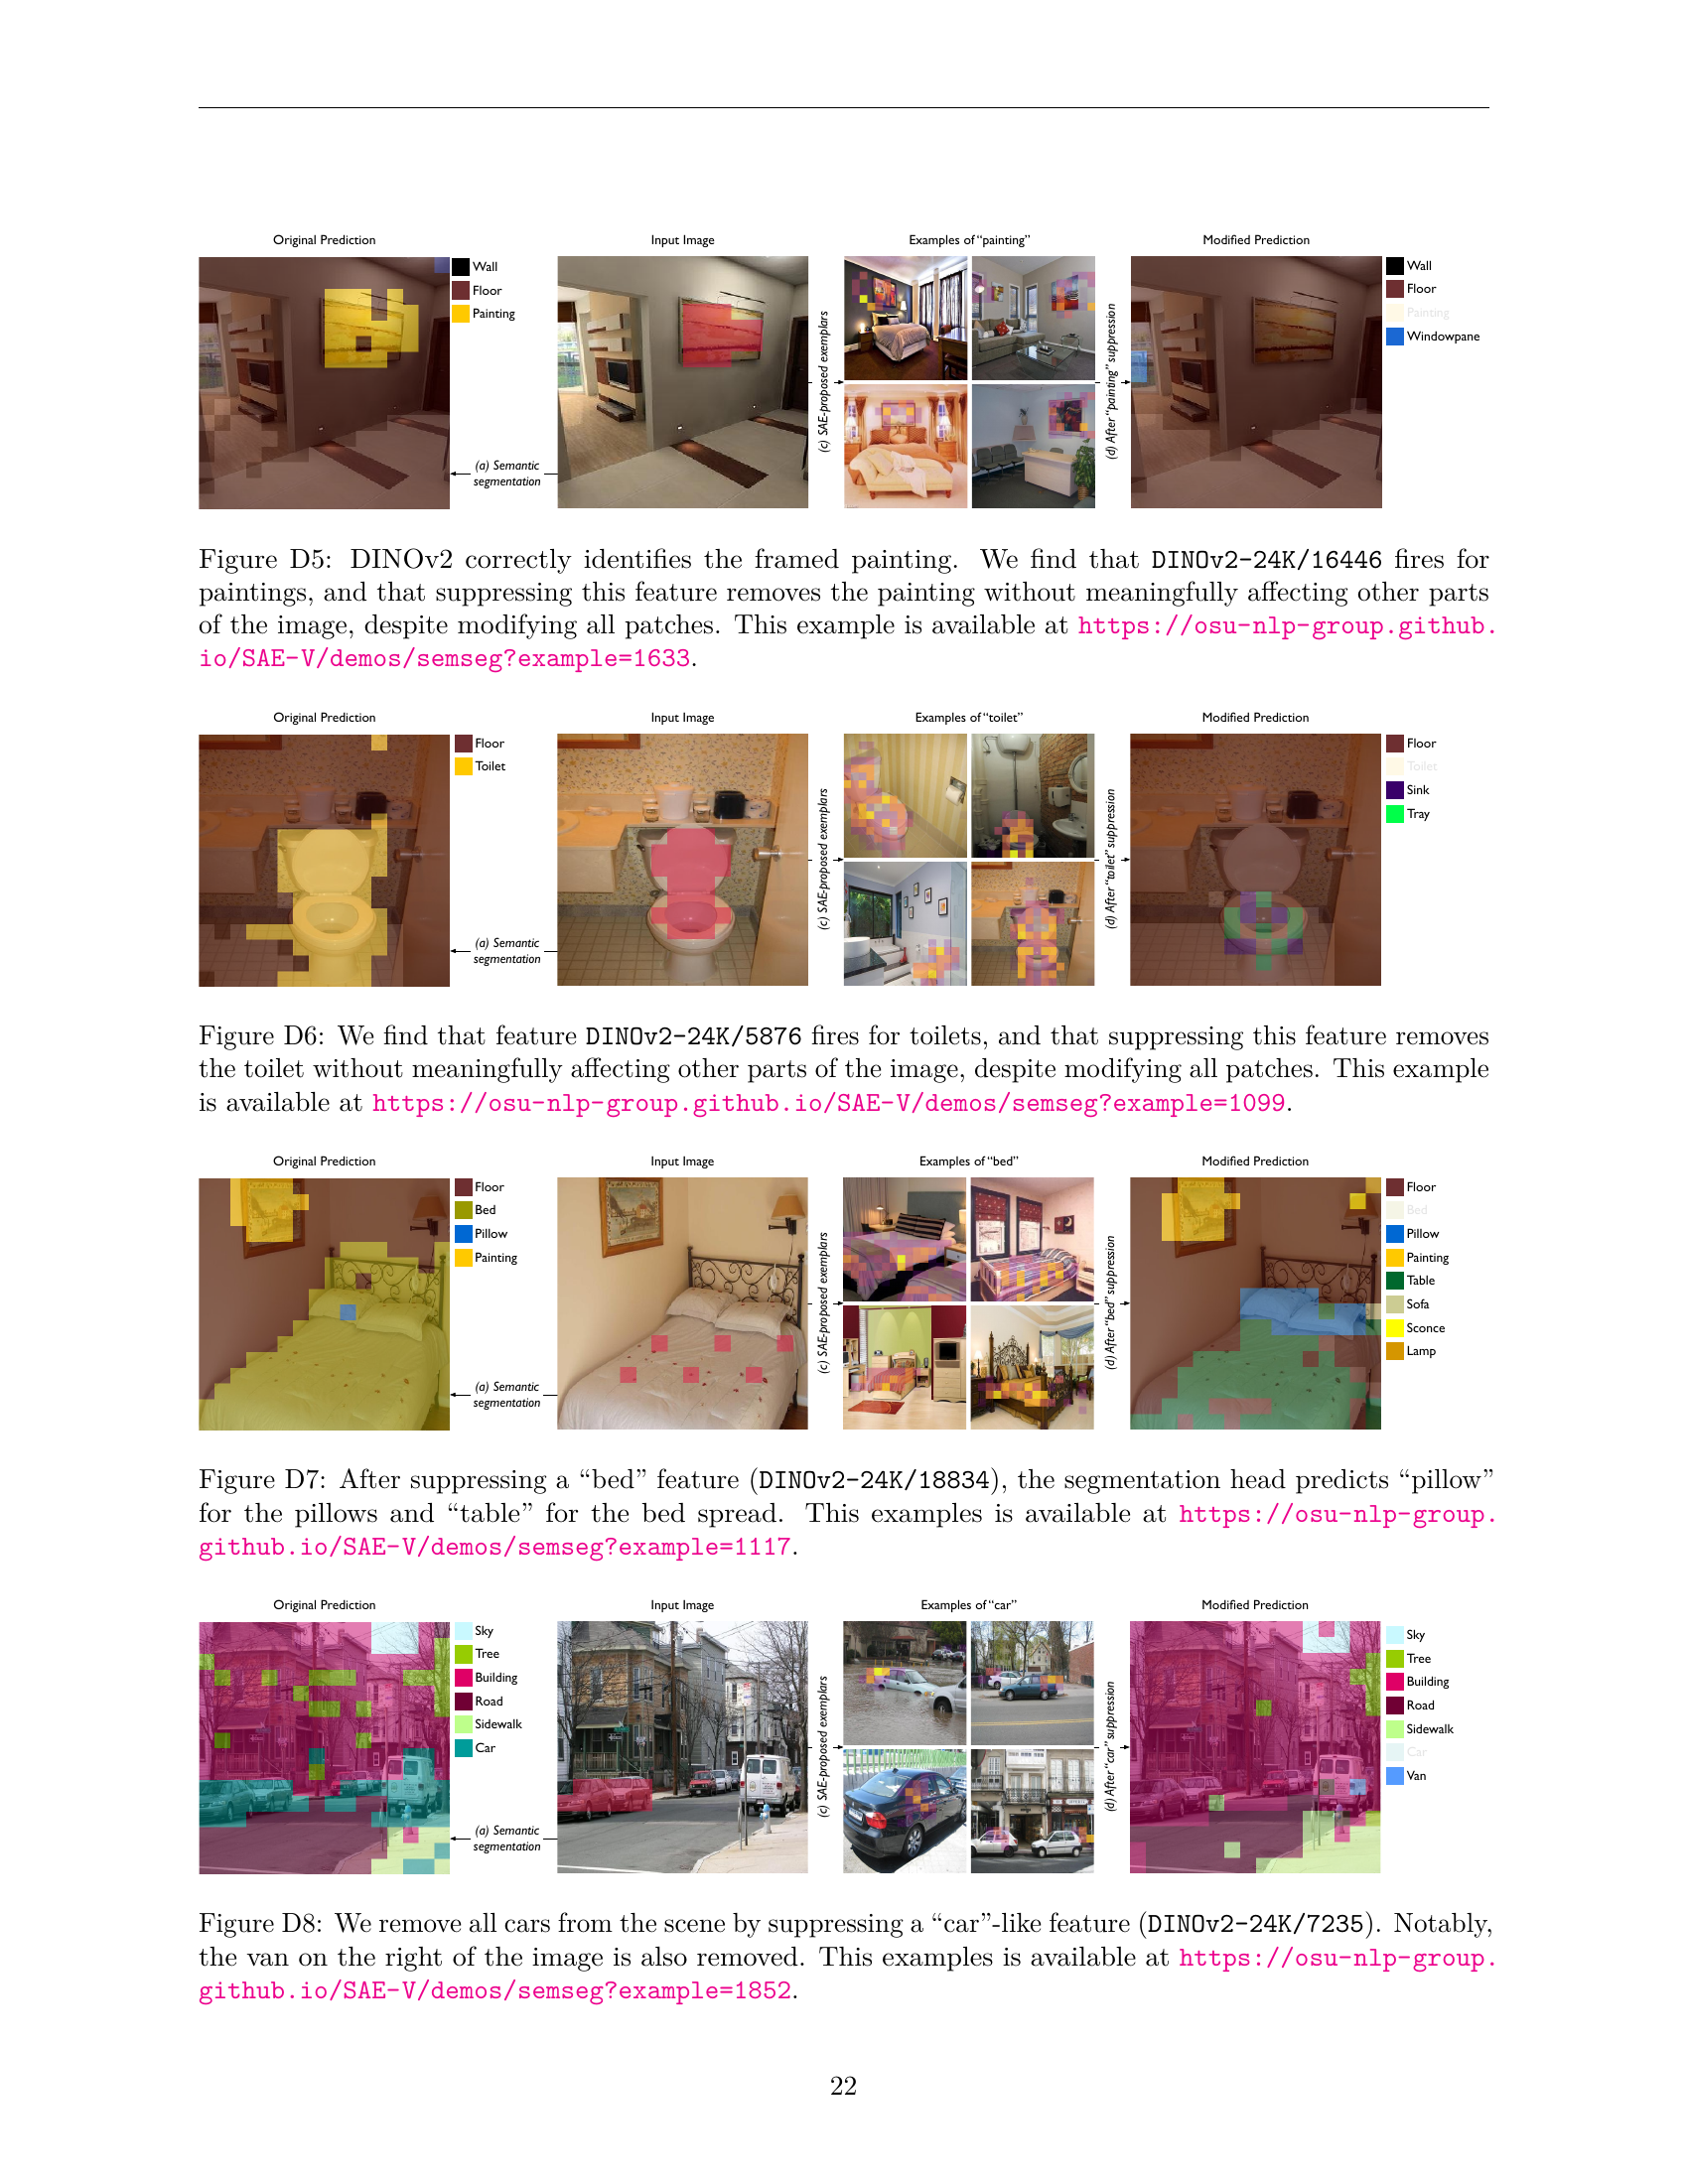 Original Prediction
Wall
Floor
Painting
(a) Semantic
segmentation
Input Image
(c) SAE-proposed exemplars
Examples of “painting”
(d) After “painting” suppression
Modified Prediction
Wall
Floor
Painting
Windowpane
Figure D5: DINOv2 correctly identifies the framed painting. We find that DINOv2-24K/16446 fires for
paintings, and that suppressing this feature removes the painting without meaningfully affecting other parts
of the image, despite modifying all patches. This example is available at https://osu-nlp-group.github.
io/SAE-V/demos/semseg?example=1633.
Original Prediction
Floor
Toilet
(a) Semantic
segmentation
Input Image
(c) SAE-proposed exemplars
Examples of “toilet”
(d) After “toilet” suppression
Modified Prediction
Floor
Toilet
Sink
Tray
Figure D6: We find that feature DINOv2-24K/5876 fires for toilets, and that suppressing this feature removes
the toilet without meaningfully affecting other parts of the image, despite modifying all patches. This example
is available at https://osu-nlp-group.github.io/SAE-V/demos/semseg?example=1099.
Original Prediction
Floor
Bed
Pillow
Painting
(a) Semantic
segmentation
Input Image
(c) SAE-proposed exemplars
Examples of “bed”
(d) After “bed” suppression
Modified Prediction
Floor
Bed
Pillow
Painting
Table
Sofa
Sconce
Lamp
Figure D7: After suppressing a “bed” feature (DINOv2-24K/18834), the segmentation head predicts “pillow”
for the pillows and “table” for the bed spread. This examples is available at https://osu-nlp-group.
github.io/SAE-V/demos/semseg?example=1117.
Original Prediction
Sky
Tree
Building
Road
Sidewalk
Car
(a) Semantic
segmentation
Input Image
(c) SAE-proposed exemplars
Examples of “car”
(d) After “car” suppression
Modified Prediction
Sky
Tree
Building
Road
Sidewalk
Car
Van
Figure D8: We remove all cars from the scene by suppressing a “car”-like feature (DINOv2-24K/7235). Notably,
the van on the right of the image is also removed. This examples is available at https://osu-nlp-group.
github.io/SAE-V/demos/semseg?example=1852.
22